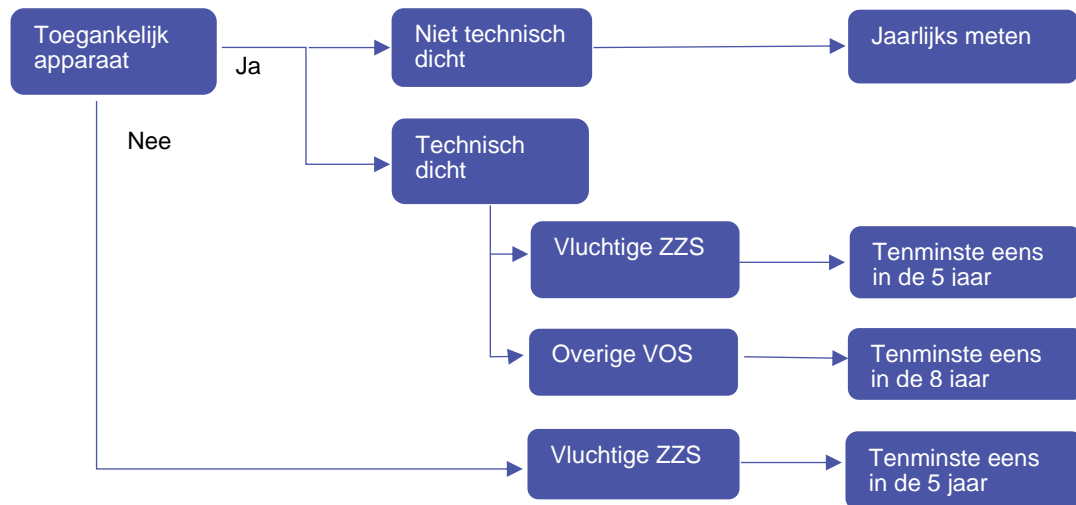 Toegankelijk
apparaat
Ja
Nee
Niet technisch
dicht
Jaarlijks meten
Technisch
dicht
Vluchtige ZZS
Tenminste eens
in de 5 jaar
Overige VOS
Tenminste eens
in de 8 jaar
Vluchtige ZZS
Tenminste eens
in de 5 jaar